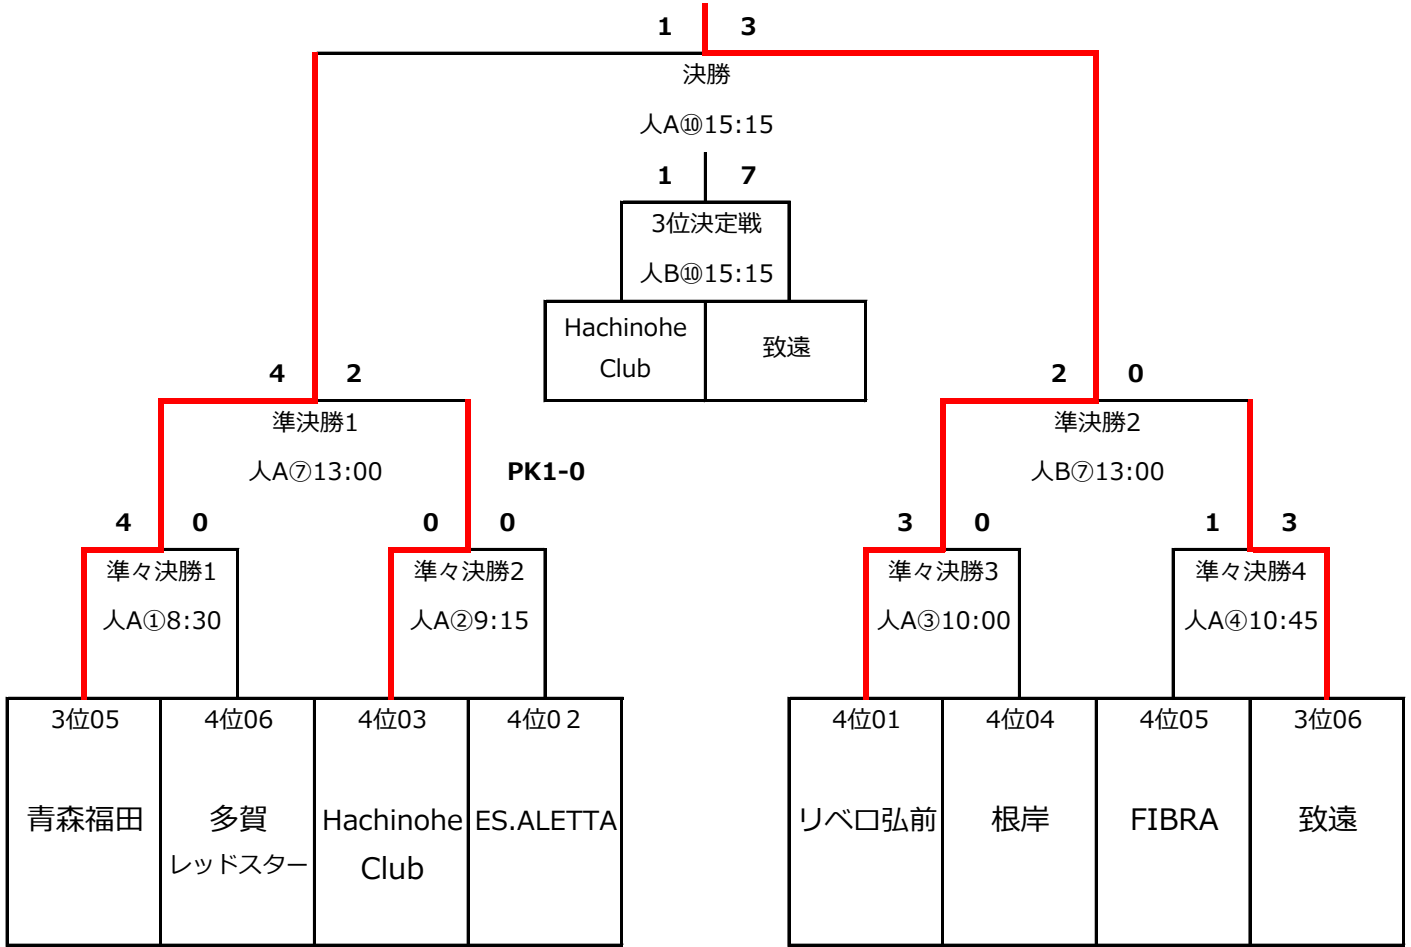 1 3
決勝
人A⑩15:15
1 7
3位決定戦
人B⑩15:15
Hachinohe
Club
致遠
4 2
準決勝1
人A⑦13:00
2 0
準決勝2
人B⑦13:00
PK1-0
4 0
準々決勝1
人A①8:30
0 0
準々決勝2
人A②9:15
3 0
準々決勝3
人A③10:00
1 3
準々決勝4
人A④10:45
3位05
青森福田
4位06
多賀
レッドスター
4位03
Hachinohe
Club
4位0２
ES.ALETTA
4位01
リベロ弘前
4位04
根岸
4位05
FIBRA
3位06
致遠